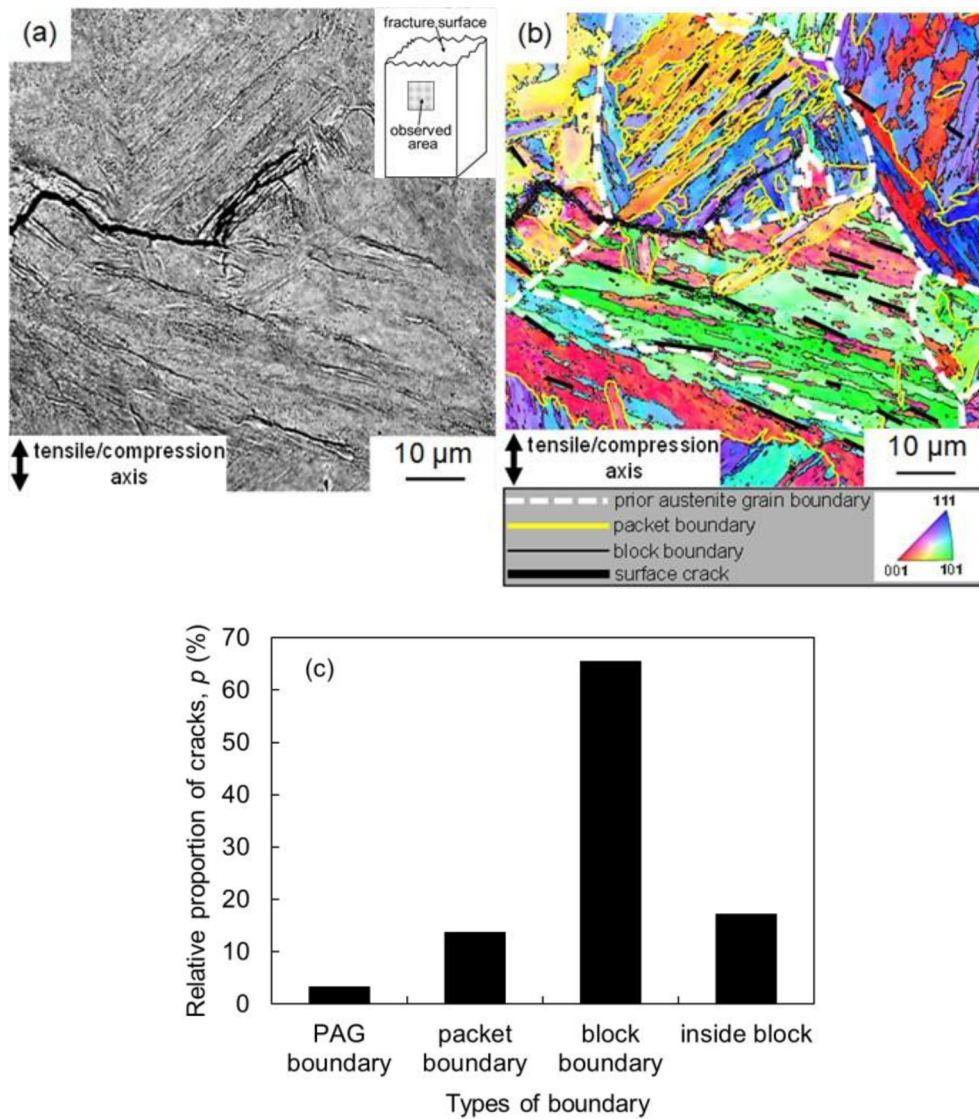 (a)
fracture surface
observed
area
tensile/compression
axis
10 μm
(b)
tensile/compression
axis
10 μm
prior austenite grain boundary
packet boundary
block boundary
surface crack
111
001
101
(c)
Relative proportion of cracks, p (%)
70
60
50
40
30
20
10
0
PAG
boundary
packet
boundary
block
boundary
inside block
Types of boundary